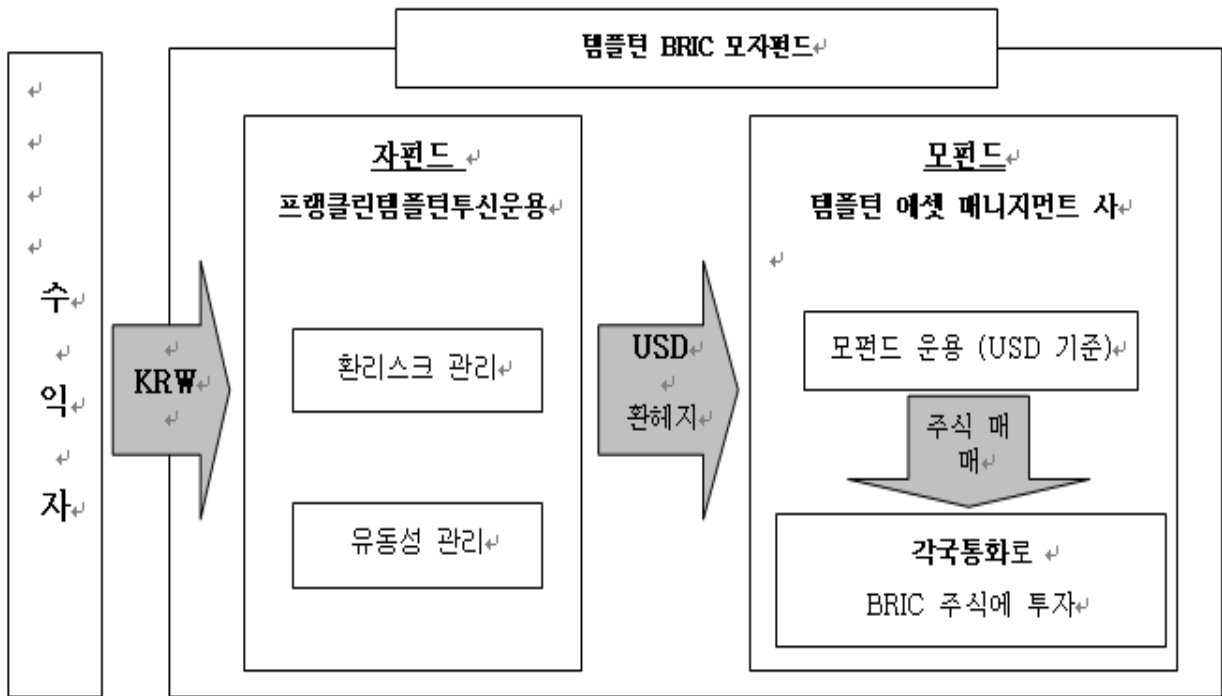 템플턴 BRIC 모자펀드↵
↵
↵
↵
↵
수↵
↵
익↵
↵
자↵
↵
KRW↵
↵
자펀드 ↵
프랭클린템플턴투신운용↵
환리스크 관리↵
유동성 관리↵
USD
↵
환헤지↵
모펀드↵
템플턴 에셋 매니지먼트 사↵
↵
모펀드 운용 (USD 기준)↵
주식 매
매↵
각국통화로 ↵
BRIC 주식에 투자↵